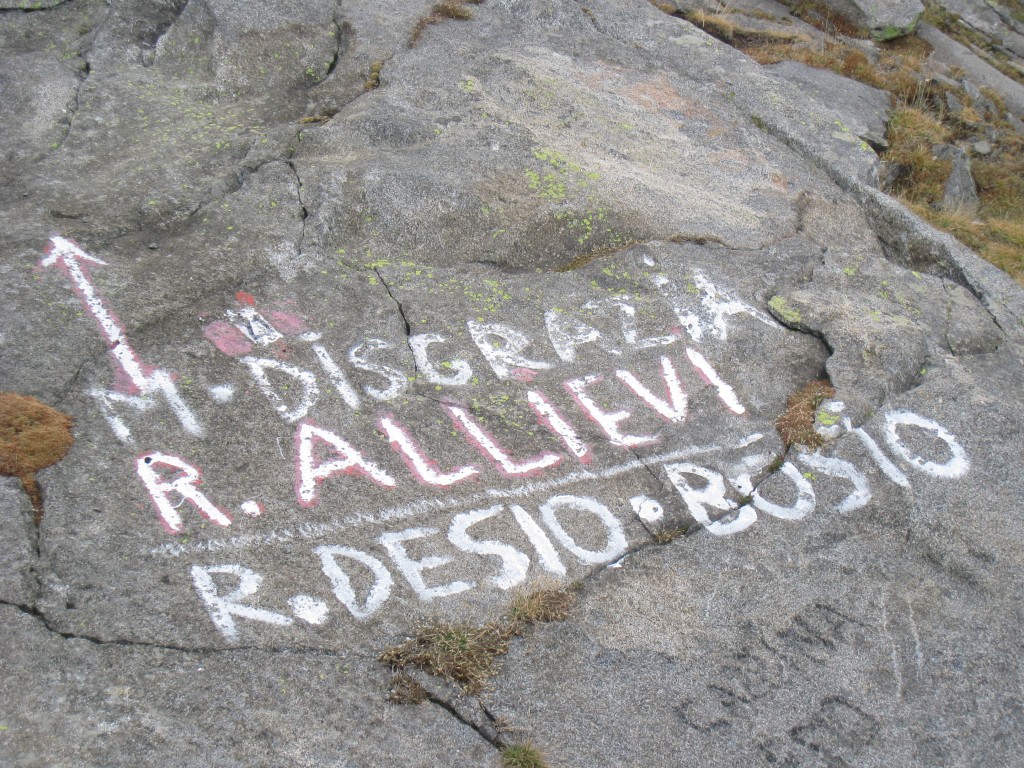 M. DISGRAZIA
R. ALLIEVI
R. DESIO. BOSIO